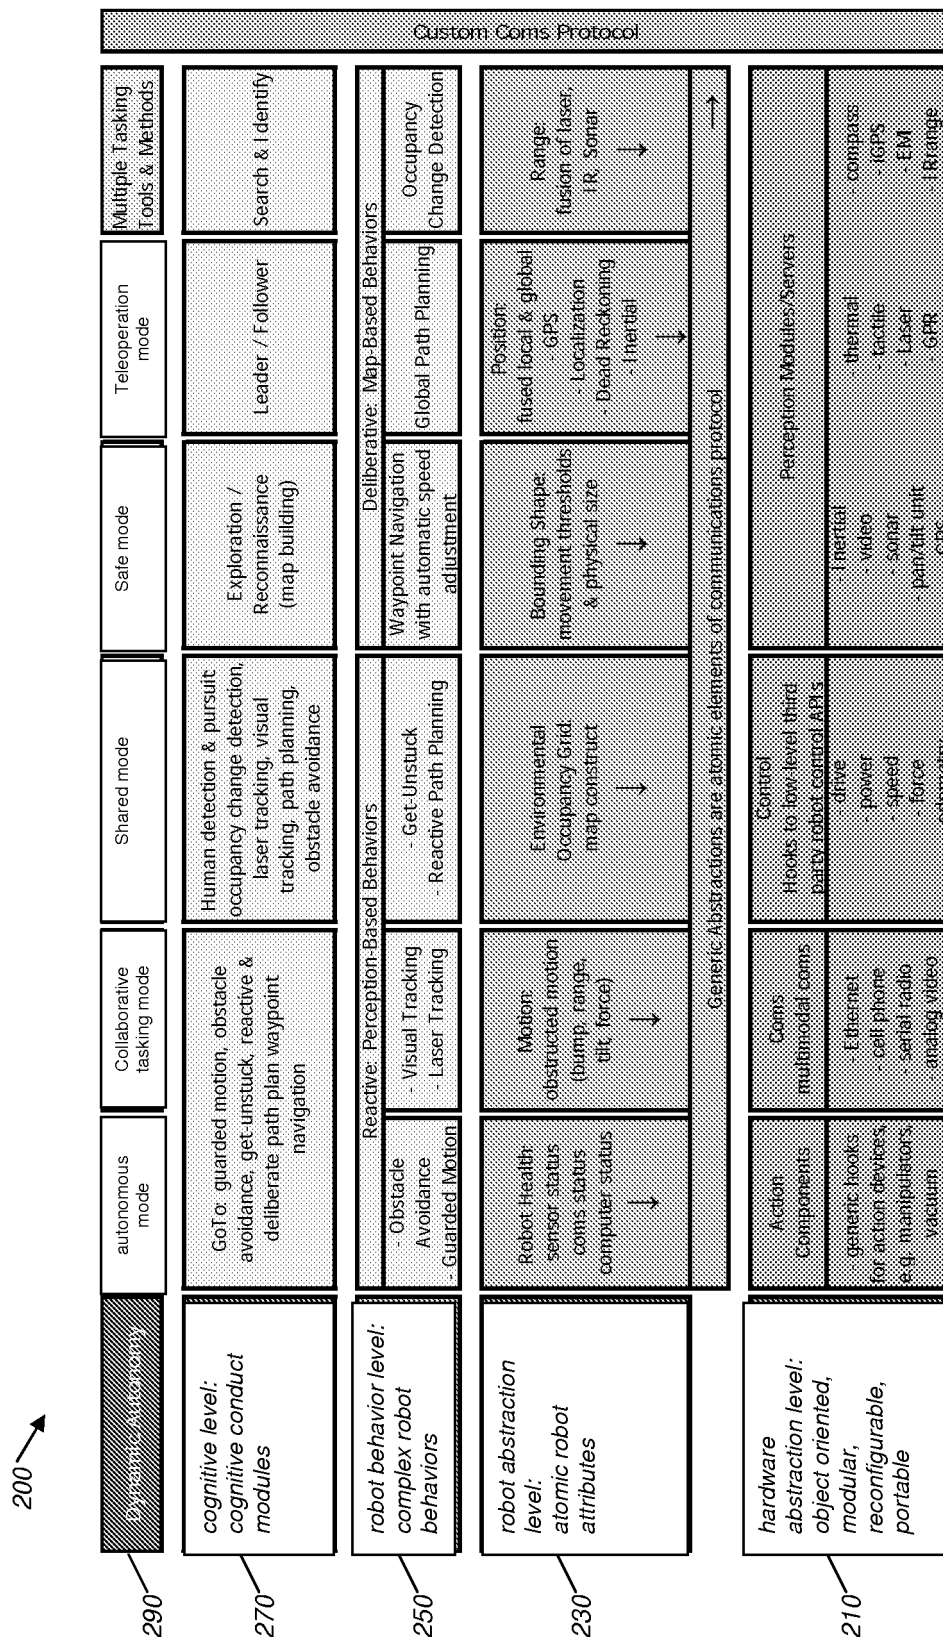 200
290
Dynamic Autonomy
autonomous
mode
Collaborative
tasking mode
Shared mode
Safe mode
Teleoperation
mode
Multiple Tasking
Tools & Methods
270
cognitive level:
cognitive conduct
modules
GoTo: guarded motion, obstacle
avoidance, get-unstuck, reactive &
deliberate path plan waypoint
navigation
Human detection & pursuit:
occupancy change detection,
laser tracking, visual
tracking, path planning,
obstacle avoidance
Exploration /
Reconnaissance
(map building)
Leader / Follower
Search & Identify
250
robot behavior level:
complex robot
behaviors
Reactive: Perception-Based Behaviors
- Obstacle
Avoidance
- Guarded Motion
- Visual Tracking
- Laser Tracking
- Get-Unstuck
- Reactive Path Planning
Deliberative: Map-Based Behaviors
Waypoint Navigation
with automatic speed
adjustment
Global Path Planning
Occupancy
Change Detection
230
robot abstraction
level:
atomic robot
attributes
Robot Health:
sensor status
coms status
computer status
Motion:
obstructed motion
(bump, range,
tilt, force)
Environmental
Occupancy Grid:
map construct
Bounding Shape:
movement thresholds
& physical size
Position:
fused local & global
- GPS
- Localization
- Dead Reckoning
- Inertial
Range:
fusion of laser,
IR, Sonar
Generic Abstractions are atomic elements of communications protocol
210
hardware
abstraction level:
object oriented,
modular,
reconfigurable,
portable
Action
Components
generic hooks
for action devices,
e.g. manipulators,
vacuum
Coms
multimodal coms
- Ethernet
- cell phone
- serial radio
- analog video
Control
Hooks to low-level third
party robot control API's
- drive
- power
- speed
- force
Perception Modules/Servers
- Inertial
- video
- sonar
- pan/tilt unit
thermal
tactile
- Laser
- GPR
compass
iGPS
- EM
- IRrange
Custom Coms Protocol